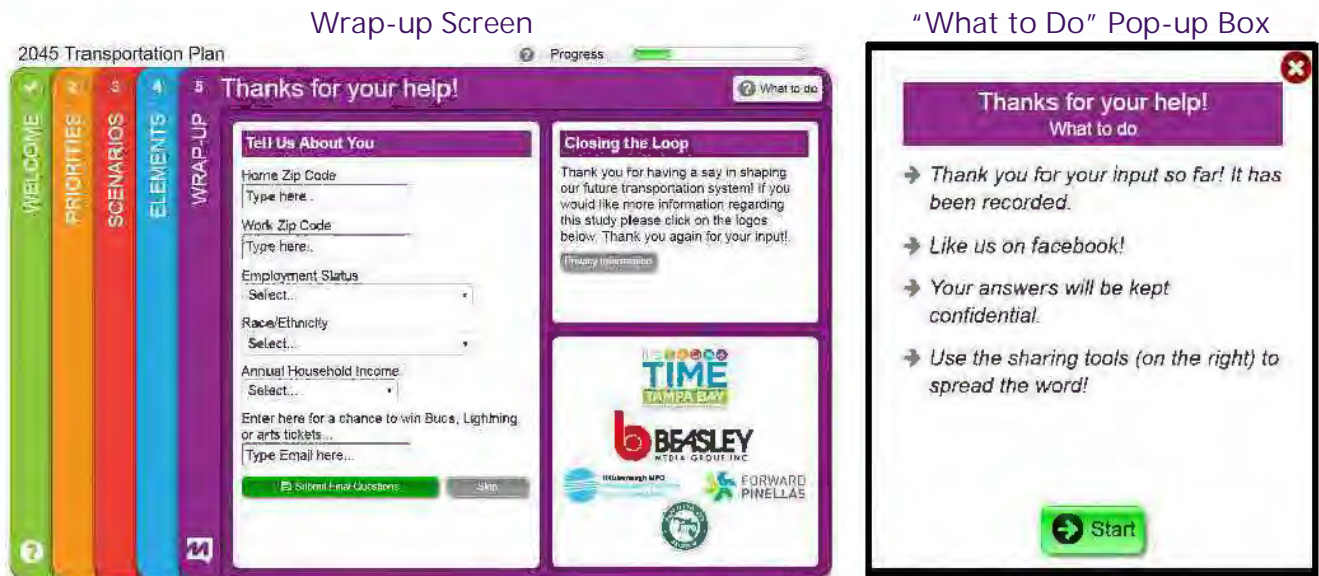 Wrap-up Screen
"What to Do" Pop-up Box
2045 Transportation Plan
Progress
WELCOME
2
PRIORITIES
3
SCENARIOS
4
ELEMENTS
5
WRAP-UP
Thanks for your help!
What to do
Tell Us About You
Home Zip Code
Type here..
Work Zip Code
Type here..
Employment Status
Select...
Race/Ethnicity
Select...
Annual Household Income
Select...
Enter here for a chance to win Bucs, Lightning
or arts tickets...
Type Email here...
Submit Final Questions
Skip
Closing the Loop
Thank you for having a say in shaping
our future transportation system! If you
would like more information regarding
this study please click on the logos
below. Thank you again for your input!
Privacy Information
IT'S
TIME
TAMPA BAY
BEASLEY
MEDIA GROUP INC
Hillsborough MPO
FORWARD
PINELLAS
Thanks for your help!
What to do
Thank you for your input so far! It has
been recorded.
Like us on facebook!
Your answers will be kept
confidential.
Use the sharing tools (on the right) to
spread the word!
Start